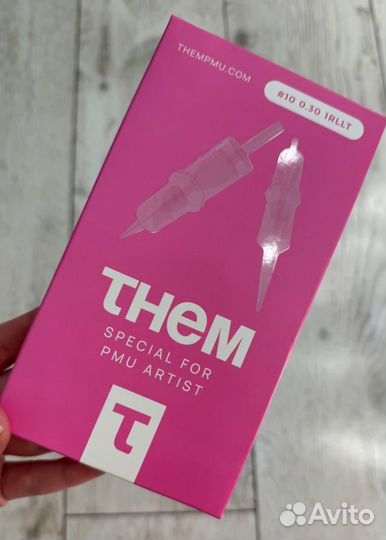 THEMPMU.COM
#10 0.30 1RLLT
THEM
SPECIAL FOR
PMU ARTIST
T
Avito